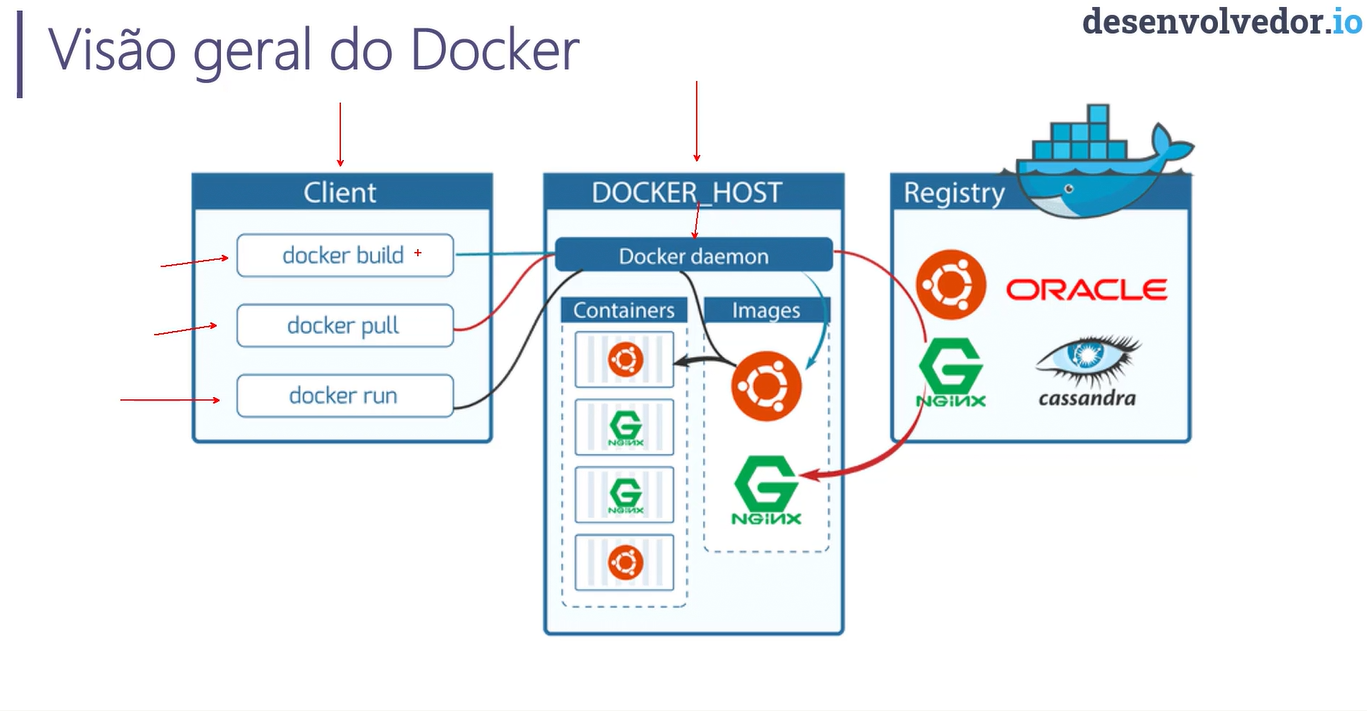 desenvolvedor.io
Visão geral do Docker
Client
docker build
docker pull
docker run
DOCKER_HOST
Docker daemon
Containers
NGiNX
NGiNX
Images
NGiNX
Registry
ORACLE
NGiNX
cassandra